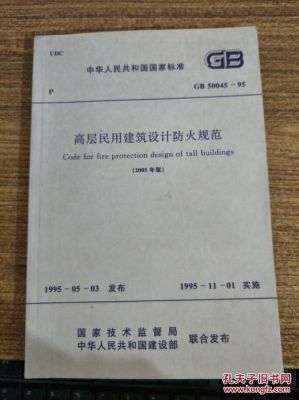 UDC
中华人民共和国国家标准
GB
P
GB 50045-95
高层民用建筑设计防火规范
Code for fire protection design of tall buildings
(2005年版)
1995-05-03 发布
1995-11-01 实施
国家技术监督局
中华人民共和国建设部
联合发布
孔夫子旧书网